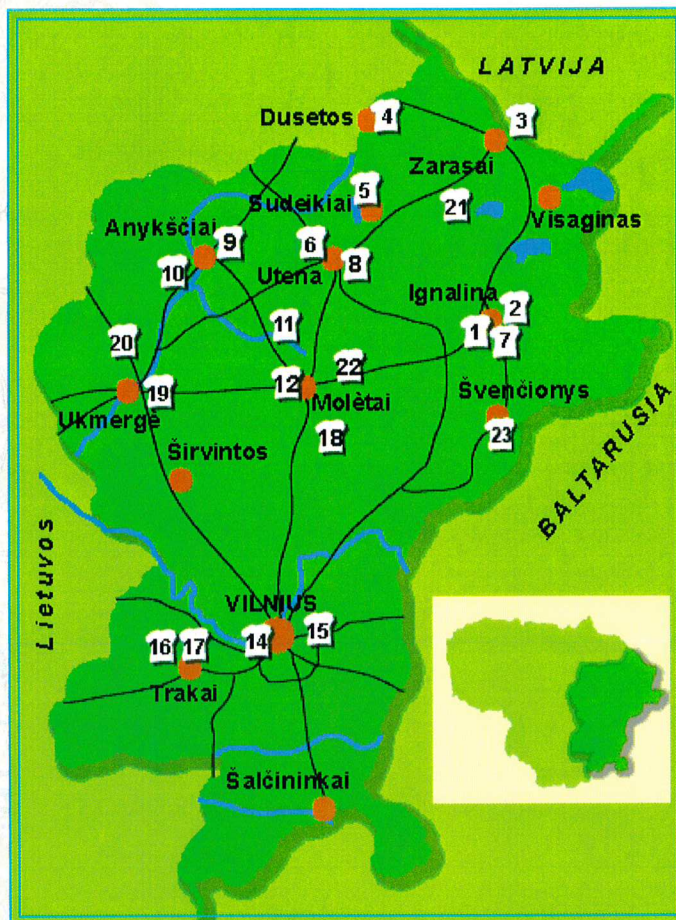 LATVIJA
Dusetos
4
3
Zarasai
5
Sudeikiai
21
Visaginas
Anykščiai
9
6
Utena
8
10
Ignalina
2
11
1
7
20
22
12
Molėtai
19
Ukmergė
Švenčionys
18
23
Širvintos
BALTARUSIA
Lietuvos
VILNIUS
14
15
16
17
Trakai
Šalčininkai